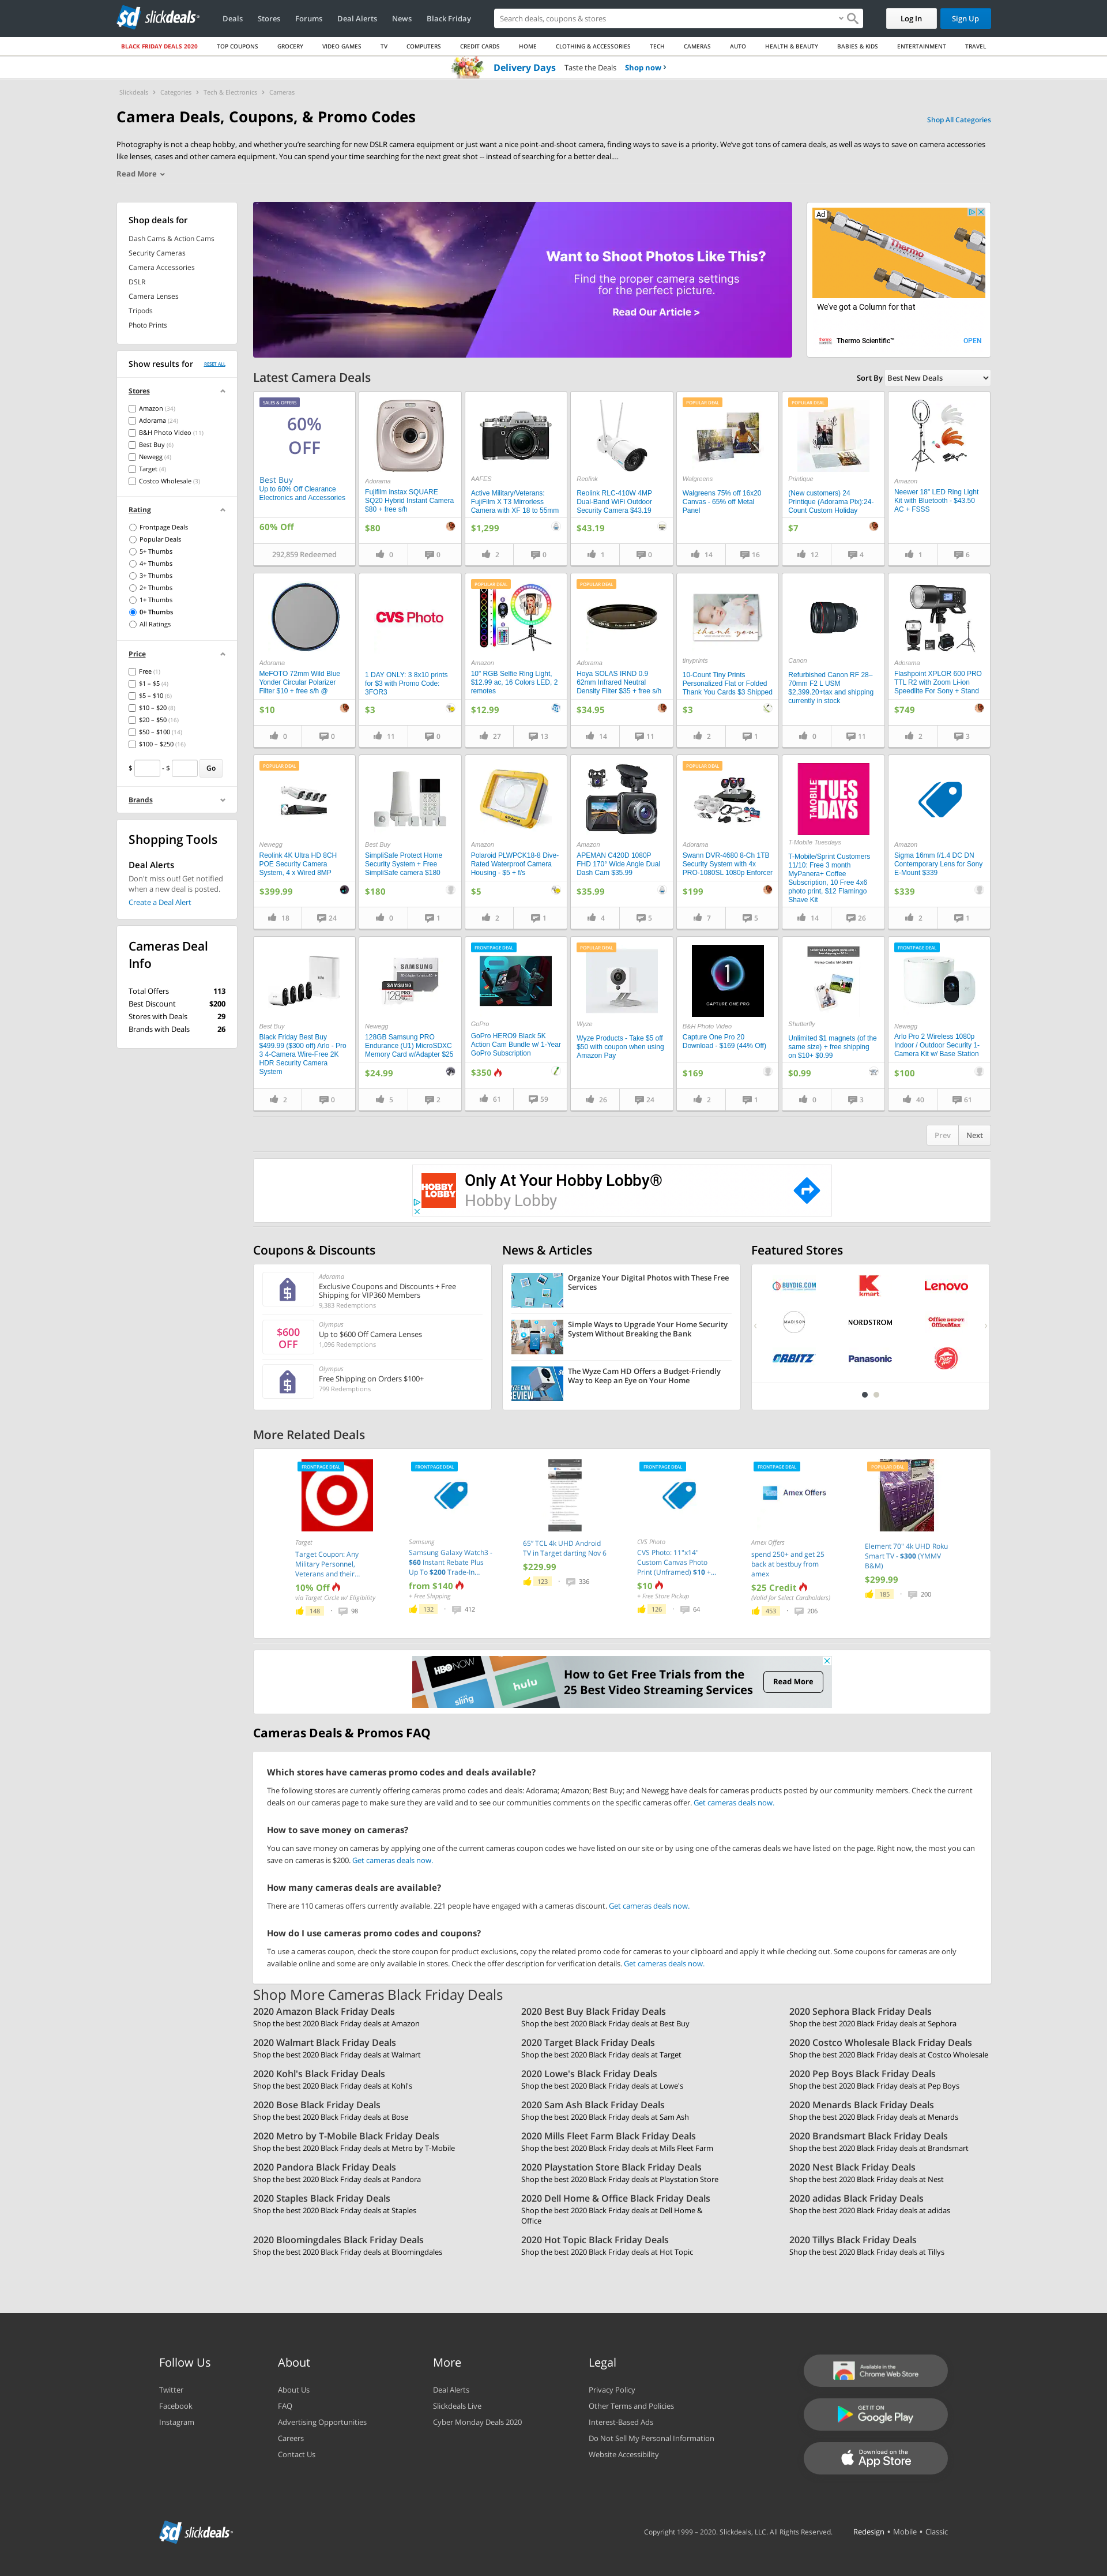 slickdeals
Deals
Stores
Forums
Deal Alerts
News
Black Friday
Search deals, coupons & stores
Log In
Sign Up
BLACK FRIDAY DEALS 2020
TOP COUPONS
GROCERY
VIDEO GAMES
TV
COMPUTERS
CREDIT CARDS
HOME
CLOTHING & ACCESSORIES
TECH
CAMERAS
AUTO
HEALTH & BEAUTY
BABIES & KIDS
ENTERTAINMENT
TRAVEL
Delivery Days Taste the Deals Shop now ›
Slickdeals > Categories > Tech & Electronics > Cameras
Camera Deals, Coupons, & Promo Codes
Shop All Categories
Photography is not a cheap hobby, and whether you're searching for new DSLR camera equipment or just want a nice point-and-shoot camera, finding ways to save is a priority. We've got tons of camera deals, as well as ways to save on camera accessories
like lenses, cases and other camera equipment. You can spend your time searching for the next great shot -- instead of searching for a better deal....
Read More
Shop deals for
Dash Cams & Action Cams
Security Cameras
Camera Accessories
DSLR
Camera Lenses
Tripods
Photo Prints
Show results for
RESET ALL
Stores
Amazon (34)
Adorama (24)
B&H Photo Video (11)
Best Buy (6)
Newegg (4)
Target (4)
Costco Wholesale (3)
Rating
Frontpage Deals
Popular Deals
5+ Thumbs
4+ Thumbs
3+ Thumbs
2+ Thumbs
1+ Thumbs
0+ Thumbs
All Ratings
Price
Free (1)
$1 – $5 (4)
$5 – $10 (6)
$10 – $20 (8)
$20 – $50 (16)
$50 – $100 (14)
$100 – $250 (16)
$ - $ Go
Brands
Shopping Tools
Deal Alerts
Don't miss out! Get notified
when a new deal is posted.
Create a Deal Alert
Cameras Deal
Info
Total Offers 113
Best Discount $200
Stores with Deals 29
Brands with Deals 26
Want to Shoot Photos Like This?
Find the proper camera settings
for the perfect picture.
Read Our Article >
Ad
Thermo
We've got a Column for that
Thermo Scientific™
OPEN
Latest Camera Deals
Sort By Best New Deals
SALES & OFFERS
60%
OFF
Best Buy
Up to 60% Off Clearance
Electronics and Accessories
60% Off
292,859 Redeemed
Adorama
Fujifilm instax SQUARE
SQ20 Hybrid Instant Camera
$80 + free s/h
$80
0
0
AAFES
Active Military/Veterans:
FujiFilm X T3 Mirrorless
Camera with XF 18 to 55mm
$1,299
2
0
Reolink
Reolink RLC-410W 4MP
Dual-Band WiFi Outdoor
Security Camera $43.19
$43.19
1
0
POPULAR DEAL
Walgreens
Walgreens 75% off 16x20
Canvas - 65% off Metal
Panel
14
16
POPULAR DEAL
Printique
(New customers) 24
Printique (Adorama Pix):24-
Count Custom Holiday
$7
12
4
Amazon
Neewer 18" LED Ring Light
Kit with Bluetooth - $43.50
AC + FSSS
1
6
Adorama
MeFOTO 72mm Wild Blue
Yonder Circular Polarizer
Filter $10 + free s/h @
$10
0
0
CVS Photo
1 DAY ONLY: 3 8x10 prints
for $3 with Promo Code:
3FOR3
$3
11
0
POPULAR DEAL
Amazon
10" RGB Selfie Ring Light,
$12.99 ac, 16 Colors LED, 2
remotes
$12.99
27
13
POPULAR DEAL
Adorama
Hoya SOLAS IRND 0.9
62mm Infrared Neutral
Density Filter $35 + free s/h
$34.95
14
11
thank you!
tinyprints
10-Count Tiny Prints
Personalized Flat or Folded
Thank You Cards $3 Shipped
$3
2
1
Canon
Refurbished Canon RF 28–
70mm F2 L USM
$2,399.20+tax and shipping
currently in stock
0
11
Adorama
Flashpoint XPLOR 600 PRO
TTL R2 with Zoom Li-ion
Speedlite For Sony + Stand
$749
2
3
POPULAR DEAL
Newegg
Reolink 4K Ultra HD 8CH
POE Security Camera
System, 4 x Wired 8MP
$399.99
18
24
Best Buy
SimpliSafe Protect Home
Security System + Free
SimpliSafe camera $180
$180
0
1
Amazon
Polaroid PLWPCK18-8 Dive-
Rated Waterproof Camera
Housing - $5 + f/s
$5
2
1
Amazon
APEMAN C420D 1080P
FHD 170° Wide Angle Dual
Dash Cam $35.99
$35.99
4
5
POPULAR DEAL
Adorama
Swann DVR-4680 8-Ch 1TB
Security System with 4x
PRO-1080SL 1080p Enforcer
$199
7
5
T-MOBILE TUESDAYS
T-Mobile Tuesdays
T-Mobile/Sprint Customers
11/10: Free 3 month
MyPanera+ Coffee
Subscription, 10 Free 4x6
photo print, $12 Flamingo
Shave Kit
14
26
Amazon
Sigma 16mm f/1.4 DC DN
Contemporary Lens for Sony
E-Mount $339
$339
2
1
Best Buy
Black Friday Best Buy
$499.99 ($300 off) Arlo - Pro
3 4-Camera Wire-Free 2K
HDR Security Camera
System
2
0
SAMSUNG
SAMSUNG
128GB
Newegg
128GB Samsung PRO
Endurance (U1) MicroSDXC
Memory Card w/Adapter $25
$24.99
5
2
FRONTPAGE DEAL
GoPro
GoPro HERO9 Black 5K
Action Cam Bundle w/ 1-Year
GoPro Subscription
$350
61
59
POPULAR DEAL
Wyze
Wyze Products - Take $5 off
$50 with coupon when using
Amazon Pay
26
24
1
CAPTURE ONE PRO
B&H Photo Video
Capture One Pro 20
Download - $169 (44% Off)
$169
2
1
Shutterfly
Unlimited $1 magnets (of the
same size) + free shipping
on $10+ $0.99
$0.99
0
3
FRONTPAGE DEAL
Newegg
Arlo Pro 2 Wireless 1080p
Indoor / Outdoor Security 1-
Camera Kit w/ Base Station
$100
40
61
Prev
Next
HOBBY LOBBY
Only At Your Hobby Lobby®
Hobby Lobby
Coupons & Discounts
Adorama
Exclusive Coupons and Discounts + Free
Shipping for VIP360 Members
9,383 Redemptions
$600
OFF
Olympus
Up to $600 Off Camera Lenses
1,096 Redemptions
Olympus
Free Shipping on Orders $100+
799 Redemptions
News & Articles
Organize Your Digital Photos with These Free
Services
Simple Ways to Upgrade Your Home Security
System Without Breaking the Bank
The Wyze Cam HD Offers a Budget-Friendly
Way to Keep an Eye on Your Home
Featured Stores
BUYDIG.COM
kmart
Lenovo
MADISON
NORDSTROM
Office DEPOT
OfficeMax
ORBITZ
Panasonic
Pizza Hut
More Related Deals
FRONTPAGE DEAL
Target
Target Coupon: Any
Military Personnel,
Veterans and their...
10% Off
via Target Circle w/ Eligibility
148
98
FRONTPAGE DEAL
Samsung
Samsung Galaxy Watch3 -
$60 Instant Rebate Plus
Up To $200 Trade-In...
from $140
+ Free Shipping
132
412
65" TCL 4k UHD Android
TV in Target darting Nov 6
$229.99
123
336
FRONTPAGE DEAL
CVS Photo
CVS Photo: 11"x14"
Custom Canvas Photo
Print (Unframed) $10 +...
$10
+ Free Store Pickup
126
64
FRONTPAGE DEAL
Amex Offers
Amex Offers
spend 250+ and get 25
back at bestbuy from
amex
$25 Credit
(Valid for Select Cardholders)
453
206
POPULAR DEAL
Element 70" 4k UHD Roku
Smart TV - $300 (YMMV
B&M)
$299.99
185
200
HBO NOW
sling
hulu
How to Get Free Trials from the
25 Best Video Streaming Services
Read More
Cameras Deals & Promos FAQ
Which stores have cameras promo codes and deals available?
The following stores are currently offering cameras promo codes and deals: Adorama; Amazon; Best Buy; and Newegg have deals for cameras products posted by our community members. Check the current
deals on our cameras page to make sure they are valid and to see our communities comments on the specific cameras offer. Get cameras deals now.
How to save money on cameras?
You can save money on cameras by applying one of the current cameras coupon codes we have listed on our site or by using one of the cameras deals we have listed on the page. Right now, the most you can
save on cameras is $200. Get cameras deals now.
How many cameras deals are available?
There are 110 cameras offers currently available. 221 people have engaged with a cameras discount. Get cameras deals now.
How do I use cameras promo codes and coupons?
To use a cameras coupon, check the store coupon for product exclusions, copy the related promo code for cameras to your clipboard and apply it while checking out. Some coupons for cameras are only
available online and some are only available in stores. Check the offer description for verification details. Get cameras deals now.
Shop More Cameras Black Friday Deals
2020 Amazon Black Friday Deals
Shop the best 2020 Black Friday deals at Amazon
2020 Best Buy Black Friday Deals
Shop the best 2020 Black Friday deals at Best Buy
2020 Sephora Black Friday Deals
Shop the best 2020 Black Friday deals at Sephora
2020 Walmart Black Friday Deals
Shop the best 2020 Black Friday deals at Walmart
2020 Target Black Friday Deals
Shop the best 2020 Black Friday deals at Target
2020 Costco Wholesale Black Friday Deals
Shop the best 2020 Black Friday deals at Costco Wholesale
2020 Kohl's Black Friday Deals
Shop the best 2020 Black Friday deals at Kohl's
2020 Lowe's Black Friday Deals
Shop the best 2020 Black Friday deals at Lowe's
2020 Pep Boys Black Friday Deals
Shop the best 2020 Black Friday deals at Pep Boys
2020 Bose Black Friday Deals
Shop the best 2020 Black Friday deals at Bose
2020 Sam Ash Black Friday Deals
Shop the best 2020 Black Friday deals at Sam Ash
2020 Menards Black Friday Deals
Shop the best 2020 Black Friday deals at Menards
2020 Metro by T-Mobile Black Friday Deals
Shop the best 2020 Black Friday deals at Metro by T-Mobile
2020 Mills Fleet Farm Black Friday Deals
Shop the best 2020 Black Friday deals at Mills Fleet Farm
2020 Brandsmart Black Friday Deals
Shop the best 2020 Black Friday deals at Brandsmart
2020 Pandora Black Friday Deals
Shop the best 2020 Black Friday deals at Pandora
2020 Playstation Store Black Friday Deals
Shop the best 2020 Black Friday deals at Playstation Store
2020 Nest Black Friday Deals
Shop the best 2020 Black Friday deals at Nest
2020 Staples Black Friday Deals
Shop the best 2020 Black Friday deals at Staples
2020 Dell Home & Office Black Friday Deals
Shop the best 2020 Black Friday deals at Dell Home &
Office
2020 adidas Black Friday Deals
Shop the best 2020 Black Friday deals at adidas
2020 Bloomingdales Black Friday Deals
Shop the best 2020 Black Friday deals at Bloomingdales
2020 Hot Topic Black Friday Deals
Shop the best 2020 Black Friday deals at Hot Topic
2020 Tillys Black Friday Deals
Shop the best 2020 Black Friday deals at Tillys
Follow Us
Twitter
Facebook
Instagram
About
About Us
FAQ
Advertising Opportunities
Careers
Contact Us
More
Deal Alerts
Slickdeals Live
Cyber Monday Deals 2020
Legal
Privacy Policy
Other Terms and Policies
Interest-Based Ads
Do Not Sell My Personal Information
Website Accessibility
Available in the
Chrome Web Store
GET IT ON
Google Play
Download on the
App Store
slickdeals
Copyright 1999 – 2020. Slickdeals, LLC. All Rights Reserved.
Redesign • Mobile • Classic